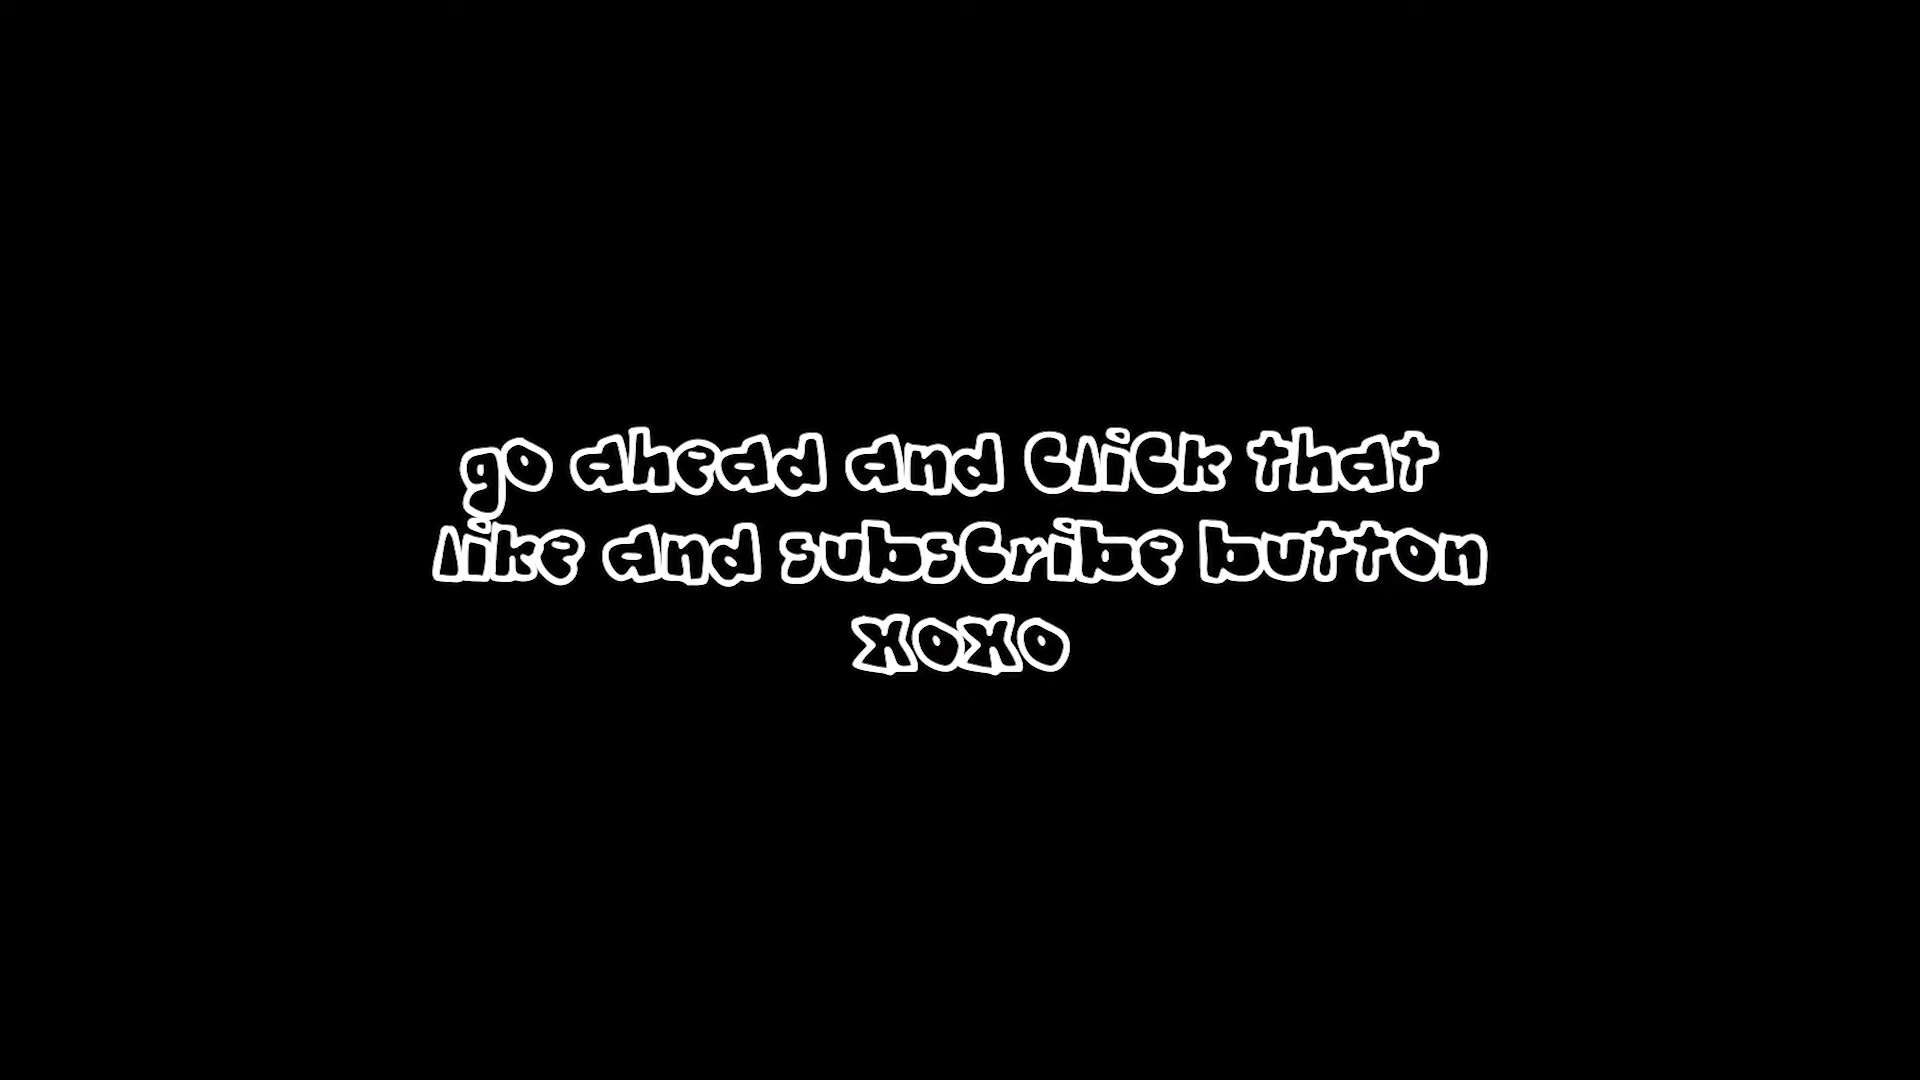 go ahead and click that
like and subscribe button
xoxo